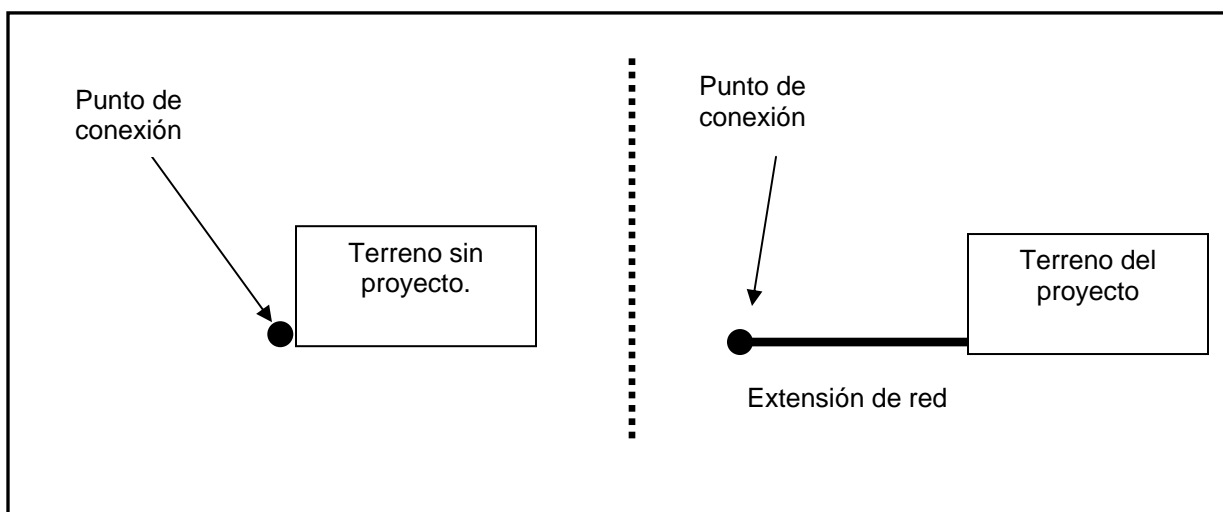 Punto de
conexión
Terreno sin
proyecto.
Punto de
conexión
Terreno del
proyecto
Extensión de red